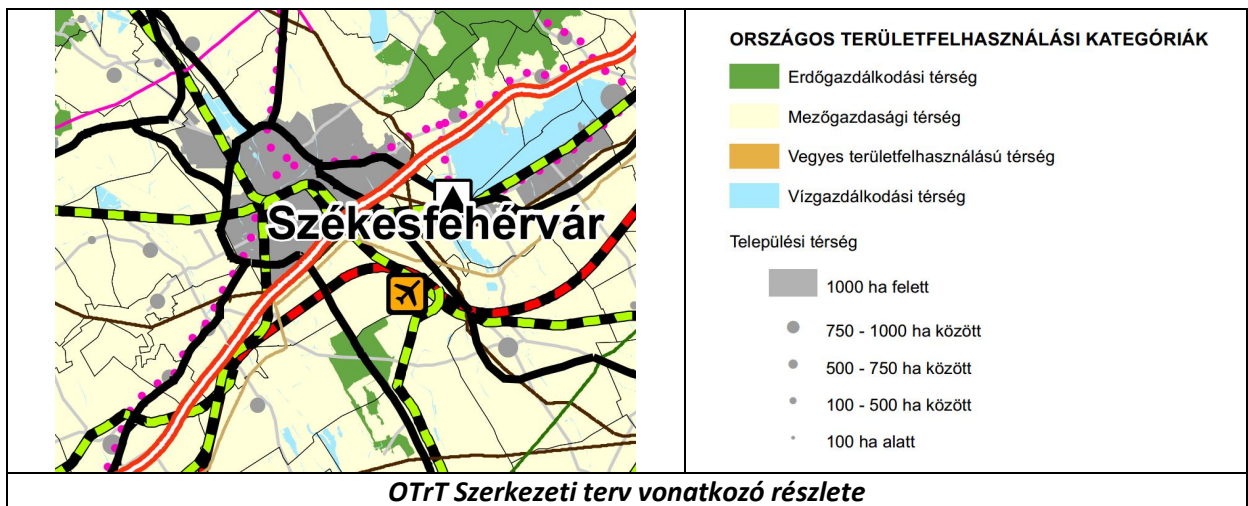 Székesfehérvár
ORSZÁGOS TERÜLETFELHASZNÁLÁSI KATEGÓRIÁK
Erdőgazdálkodási térség
Mezőgazdasági térség
Vegyes területfelhasználású térség
Vízgazdálkodási térség
Települési térség
1000 ha felett
750 - 1000 ha között
500 - 750 ha között
100 - 500 ha között
100 ha alatt
OTrT Szerkezeti terv vonatkozó részlete